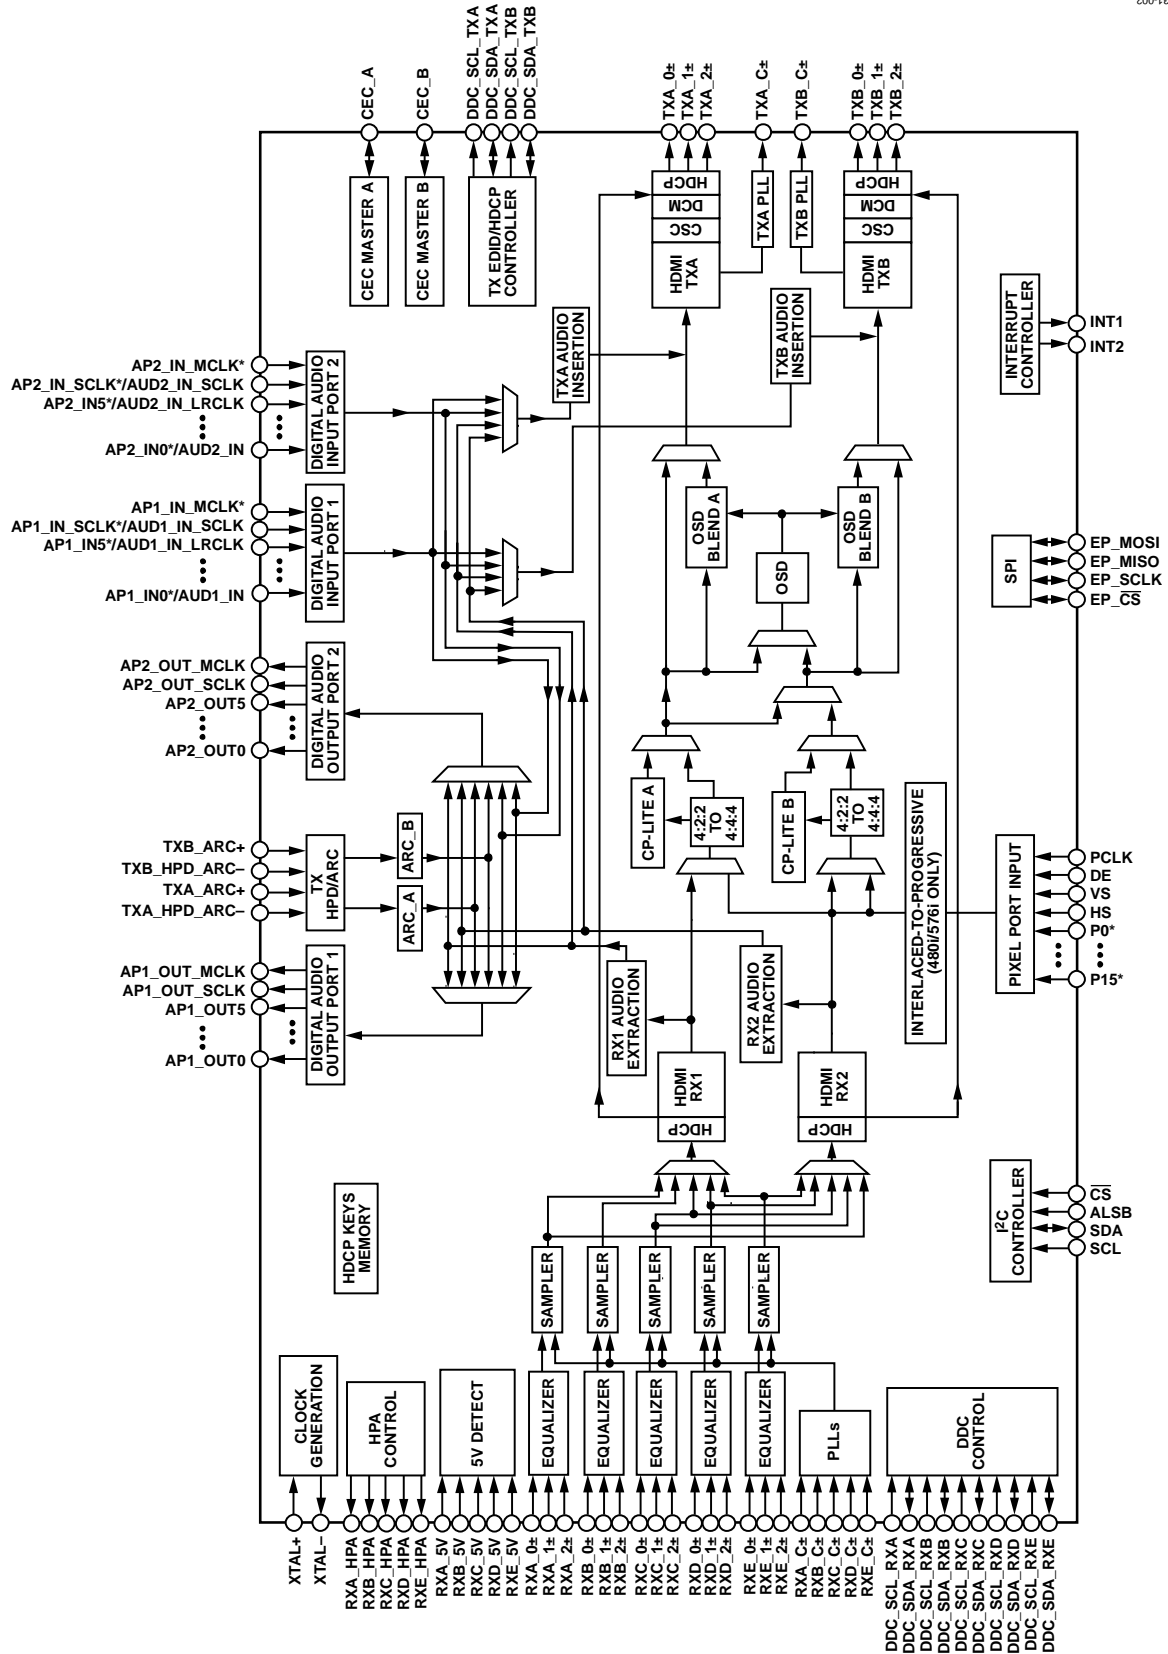 31-002
CEC_A
CEC_B
DDC_SCL_TXA
DDC_SDA_TXA
DDC_SCL_TXB
DDC_SDA_TXB
TXA_0±
TXA_1±
TXA_2±
TXA_C±
TXB_C±
TXB_0±
TXB_1±
TXB_2±
CEC MASTER A
CEC MASTER B
TX EDID/HDCP
CONTROLLER
HDMI
TXA
CSC
DCM
HDCP
TXA PLL
TXB PLL
HDMI
TXB
CSC
DCM
HDCP
AP2_IN_MCLK*
AP2_IN_SCLK*/AUD2_IN_SCLK
AP2_IN5*/AUD2_IN_LRCLK
AP2_IN0*/AUD2_IN
DIGITAL AUDIO
INPUT PORT 2
TXA AUDIO
INSERTION
TXB AUDIO
INSERTION
INTERRUPT
CONTROLLER
INT1
INT2
AP1_IN_MCLK*
AP1_IN_SCLK*/AUD1_IN_SCLK
AP1_IN5*/AUD1_IN_LRCLK
AP1_IN0*/AUD1_IN
DIGITAL AUDIO
INPUT PORT 1
OSD
BLEND A
OSD
OSD
BLEND B
SPI
EP_MOSI
EP_MISO
EP_SCLK
EP_C̅S̅
AP2_OUT_MCLK
AP2_OUT_SCLK
AP2_OUT5
AP2_OUT0
DIGITAL AUDIO
OUTPUT PORT 2
TXB_ARC+
TXB_HPD_ARC–
TXA_ARC+
TXA_HPD_ARC–
TX
HPD/ARC
ARC_B
ARC_A
CP-LITE A
4:2:2
TO
4:4:4
CP-LITE B
4:2:2
TO
4:4:4
INTERLACED-TO-PROGRESSIVE
(480i/576i ONLY)
PIXEL PORT INPUT
PCLK
DE
VS
HS
P0*
P15*
AP1_OUT_MCLK
AP1_OUT_SCLK
AP1_OUT5
AP1_OUT0
DIGITAL AUDIO
OUTPUT PORT 1
RX1 AUDIO
EXTRACTION
RX2 AUDIO
EXTRACTION
HDMI
RX1
HDCP
HDMI
RX2
HDCP
HDCP KEYS
MEMORY
I²C
CONTROLLER
C̅S̅
ALSB
SDA
SCL
SAMPLER
SAMPLER
SAMPLER
SAMPLER
SAMPLER
CLOCK
GENERATION
HPA
CONTROL
5V DETECT
EQUALIZER
EQUALIZER
EQUALIZER
EQUALIZER
EQUALIZER
PLLs
DDC
CONTROL
XTAL+
XTAL–
RXA_HPA
RXB_HPA
RXC_HPA
RXD_HPA
RXE_HPA
RXA_5V
RXB_5V
RXC_5V
RXD_5V
RXE_5V
RXA_0±
RXA_1±
RXA_2±
RXB_0±
RXB_1±
RXB_2±
RXC_0±
RXC_1±
RXC_2±
RXD_0±
RXD_1±
RXD_2±
RXE_0±
RXE_1±
RXE_2±
RXA_C±
RXB_C±
RXC_C±
RXD_C±
RXE_C±
DDC_SCL_RXA
DDC_SDA_RXA
DDC_SCL_RXB
DDC_SDA_RXB
DDC_SCL_RXC
DDC_SDA_RXC
DDC_SCL_RXD
DDC_SDA_RXD
DDC_SCL_RXE
DDC_SDA_RXE